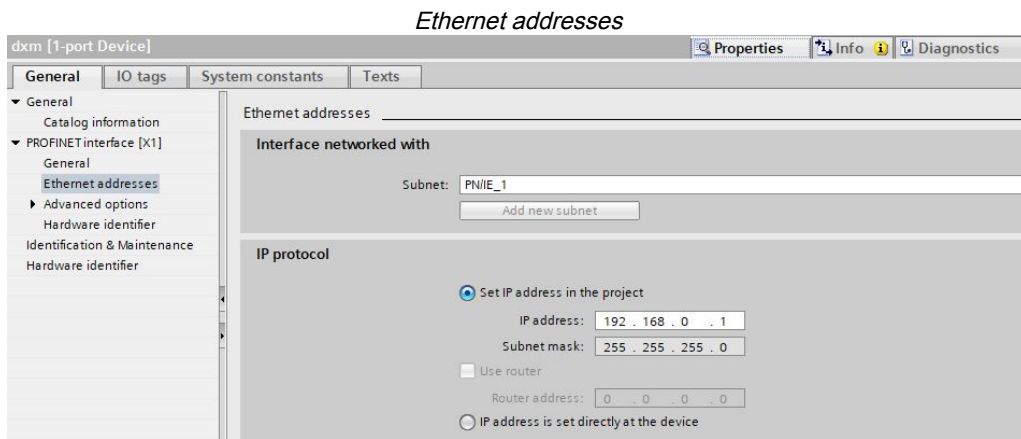 Ethernet addresses
dxm [1-port Device]
Properties Info Diagnostics
General IO tags System constants Texts
General
Catalog information
PROFINET interface [X1]
General
Ethernet addresses
Advanced options
Hardware identifier
Identification & Maintenance
Hardware identifier
Ethernet addresses
Interface networked with
Subnet: PN/IE_1
Add new subnet
IP protocol
Set IP address in the project
IP address: 192 . 168 . 0 . 1
Subnet mask: 255 . 255 . 255 . 0
Use router
Router address: 0 . 0 . 0 . 0
IP address is set directly at the device